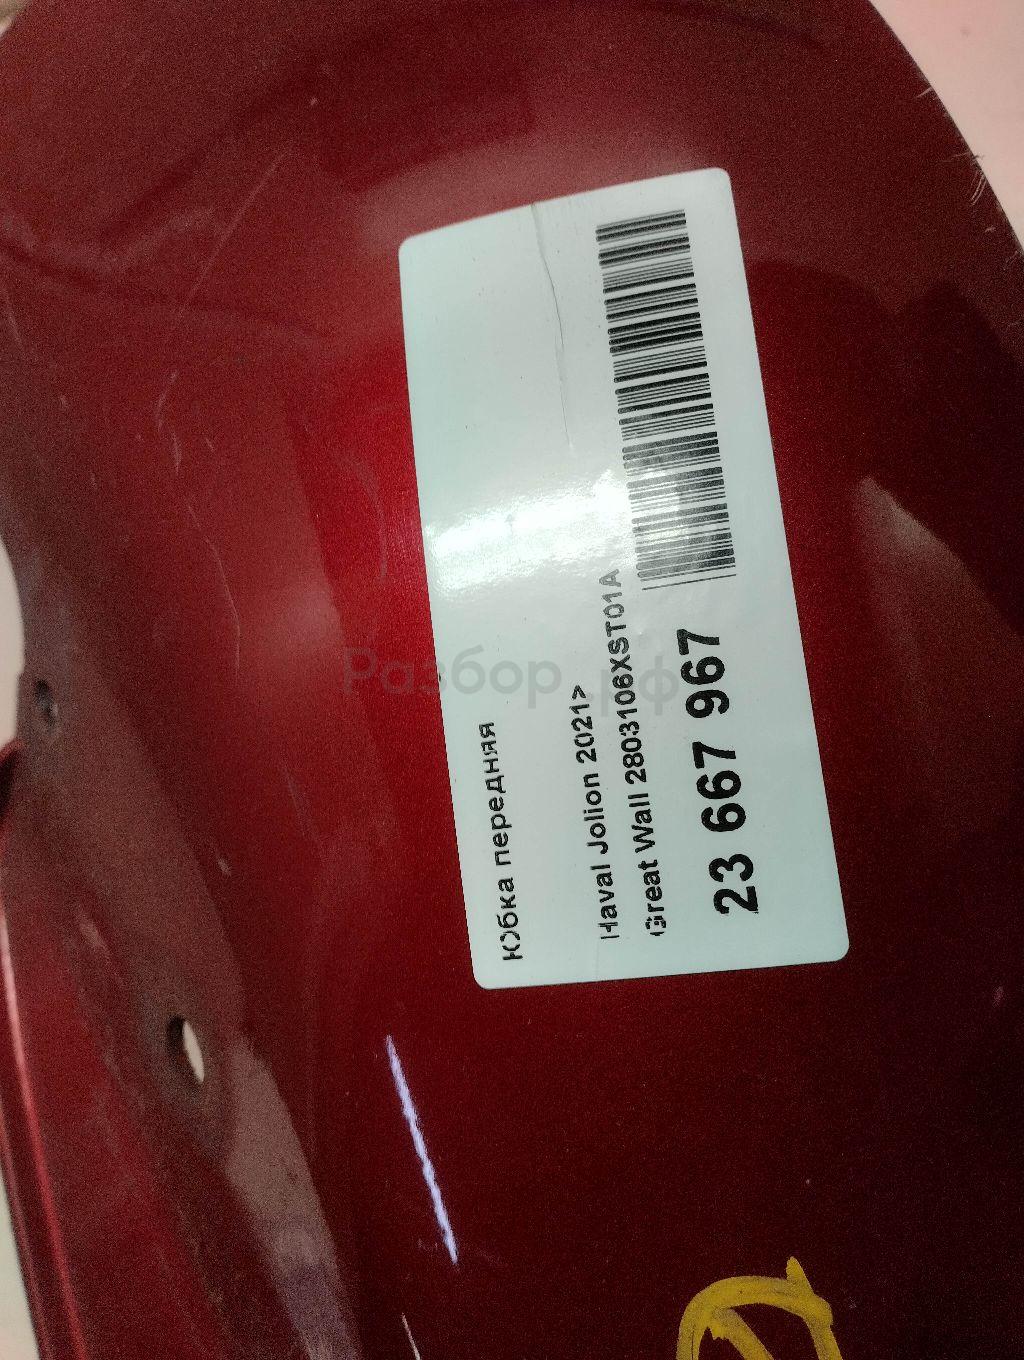 Юбка передняя
Haval Jolion 2021>
Great Wall 2803106XST01A
23 667 967
Разбор.рф